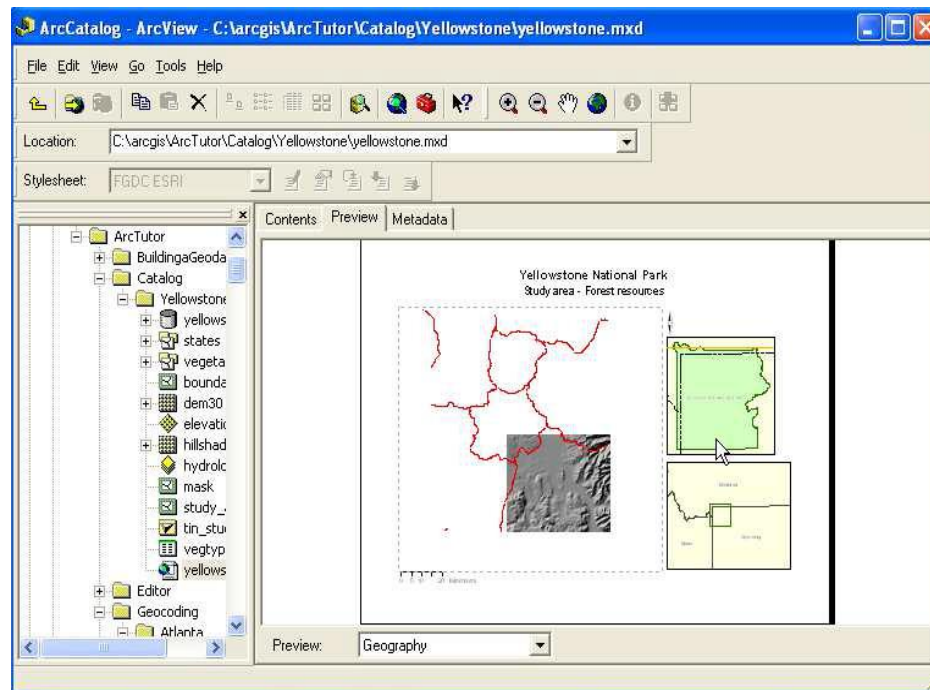 ArcCatalog - ArcView - C:\arcgis\ArcTutor\Catalog\Yellowstone\yellowstone.mxd
File Edit View Go Tools Help
Location: C:\arcgis\ArcTutor\Catalog\Yellowstone\yellowstone.mxd
Stylesheet: FGDC ESRI
Contents Preview Metadata
ArcTutor
BuildingaGeoda
Catalog
Yellowstone
yellows
states
vegeta
bounda
dem30
elevatic
hillshad
hydrolc
mask
study_
tin_stu
vegtyp
yellows
Editor
Geocoding
Atlanta
Yellowstone National Park
Study area - Forest resources
Preview: Geography